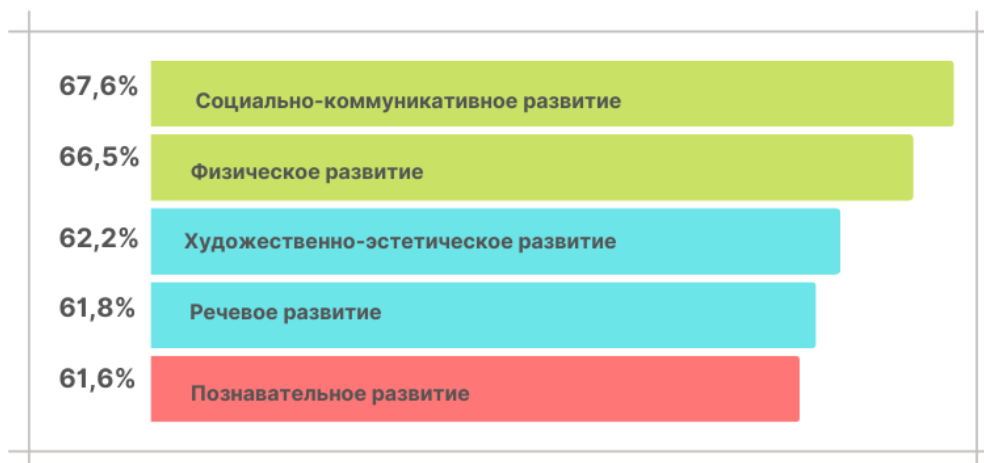 67,6% Социально-коммуникативное развитие
66,5% Физическое развитие
62,2% Художественно-эстетическое развитие
61,8% Речевое развитие
61,6% Познавательное развитие